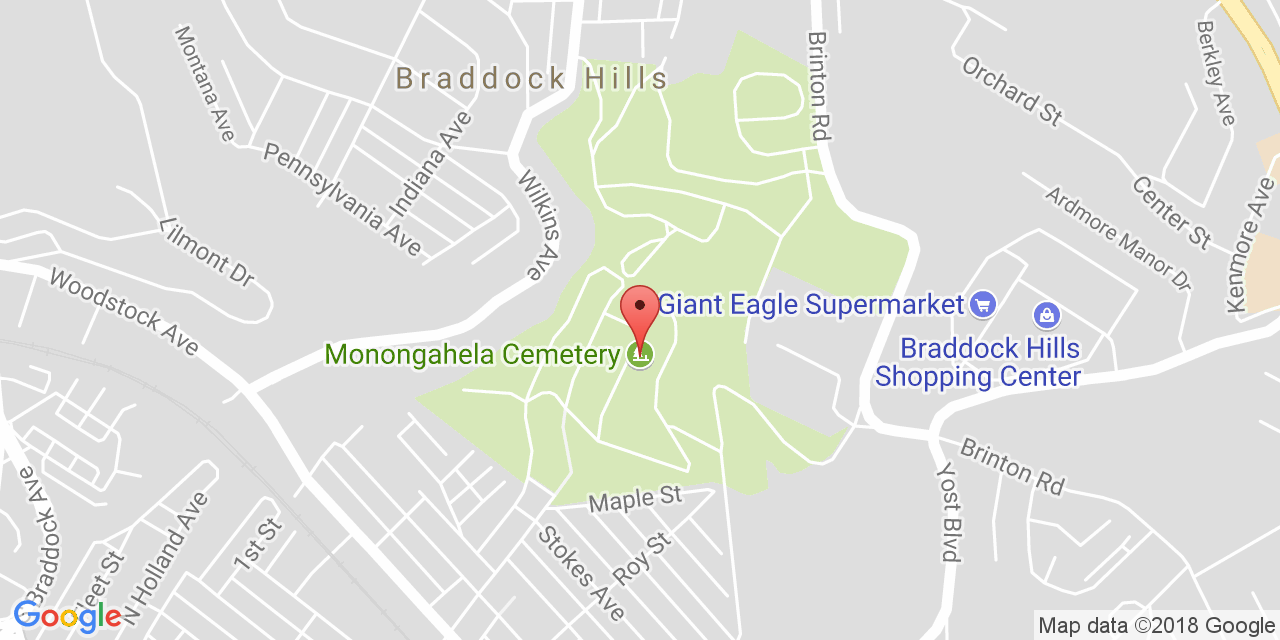 Montana Ave
Braddock Hills
Brinton Rd
Orchard St
Berkley Ave
Pennsylvania Ave
Indiana Ave
Wilkins Ave
Center St
Ardmore Manor Dr
Kenmore Ave
Lilmont Dr
Woodstock Ave
Giant Eagle Supermarket
Monongahela Cemetery
Braddock Hills
Shopping Center
Brinton Rd
Yost Blvd
Maple St
Stokes Ave
Roy St
1st St
N Holland Ave
Braddock Ave
Fleet St
Google
Map data ©2018 Google